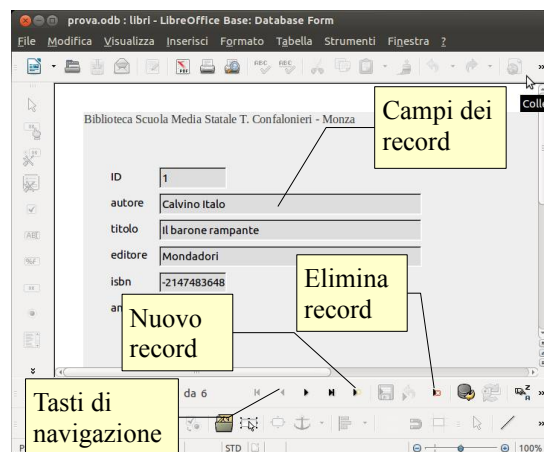 prova.odb : libri - LibreOffice Base: Database Form
File Modifica Visualizza Inserisci Formato Tabella Strumenti Finestra ?
Colle
Biblioteca Scuola Media Statale T. Confalonieri - Monza
Campi dei
record
ID 1
autore Calvino Italo
titolo Il barone rampante
editore Mondadori
isbn -2147483648
an
Elimina
record
Nuovo
record
da 6
Tasti di
navigazione
P STD 100%